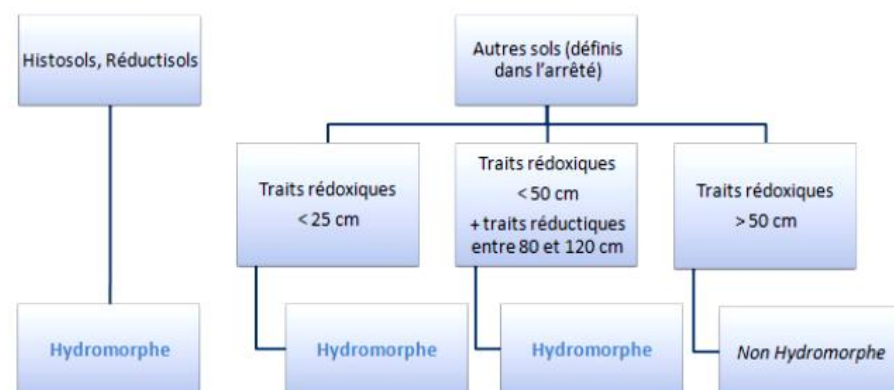 Histosols, Réductisols
Autres sols (définis
dans l'arrêté)
Traits rédoxiques
< 25 cm
Traits rédoxiques
< 50 cm
+ traits réductiques
entre 80 et 120 cm
Traits rédoxiques
> 50 cm
Hydromorphe
Hydromorphe
Hydromorphe
Non Hydromorphe